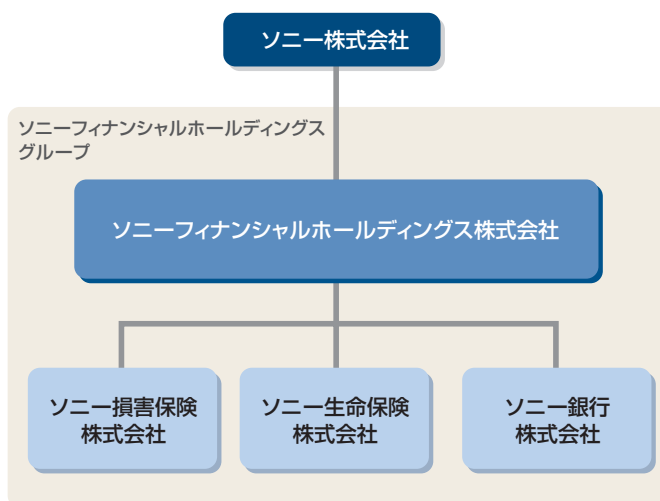 ソニー株式会社
ソニーフィナンシャルホールディングス
グループ
ソニーフィナンシャルホールディングス株式会社
ソニー損害保険
株式会社
ソニー生命保険
株式会社
ソニー銀行
株式会社